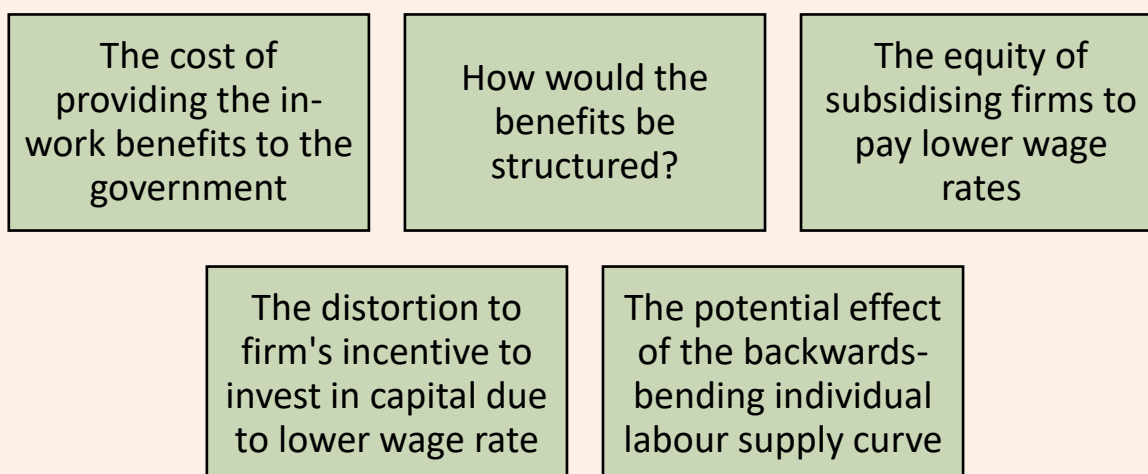 The cost of
providing the in-
work benefits to the
government
How would the
benefits be
structured?
The equity of
subsidising firms to
pay lower wage
rates
The distortion to
firm's incentive to
invest in capital due
to lower wage rate
The potential effect
of the backwards-
bending individual
labour supply curve